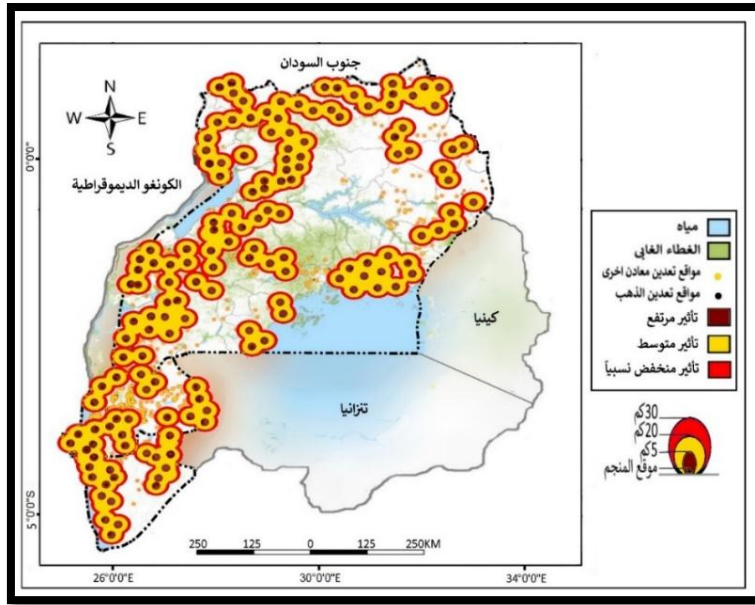 جنوب السودان
N
W E
S
0°0'0"
الكونغو الديموقراطية
كينيا
تنزانيا
5°0'0"S
250 125 0 125 250KM
26°0'0"E 30°0'0"E 34°0'0"E
مياه
الغطاء الغابي
مواقع تعدين معادن اخرى
مواقع تعدين الذهب
تأثير مرتفع
تأثير متوسط
تأثير منخفض نسبياً
30كم
20كم
5كم
موقع المنجم